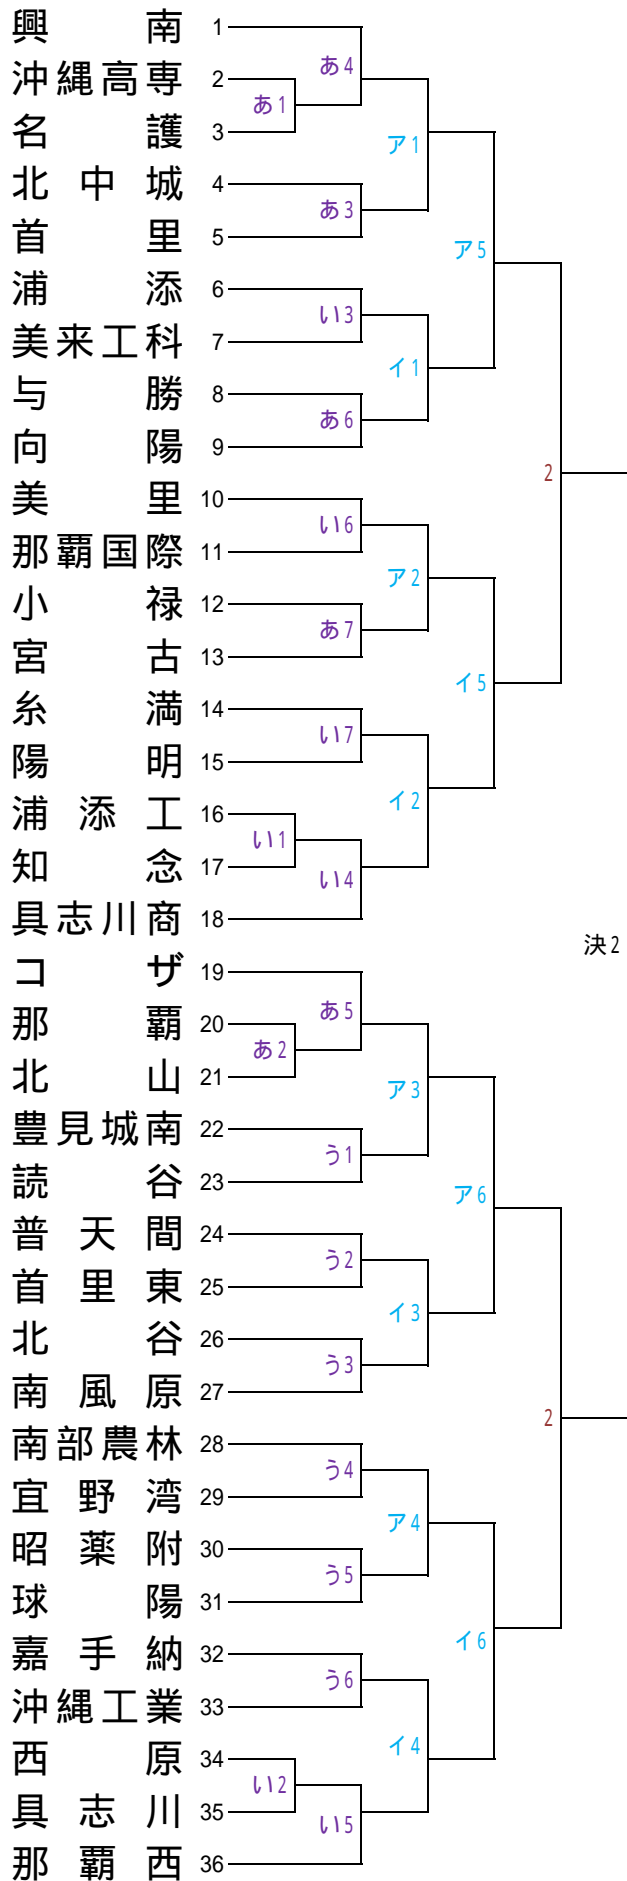 興南 1
あ4
沖縄高専 2
あ1
名護 3
ア1
北中城 4
あ3
首里 5
ア5
浦添 6
い3
美来工科 7
イ1
与勝 8
あ6
向陽 9
2
美里 10
い6
那覇国際 11
ア2
小禄 12
あ7
宮古 13
イ5
糸満 14
い7
陽明 15
イ2
浦添工 16
い1
知念 17
い4
具志川商 18
決2
コザ 19
あ5
那覇 20
あ2
北山 21
ア3
豊見城南 22
う1
読谷 23
ア6
普天間 24
う2
首里東 25
イ3
北谷 26
う3
南風原 27
2
南部農林 28
う4
宜野湾 29
ア4
昭薬附 30
う5
球陽 31
イ6
嘉手納 32
う6
沖縄工業 33
イ4
西原 34
い2
具志川 35
い5
那覇西 36